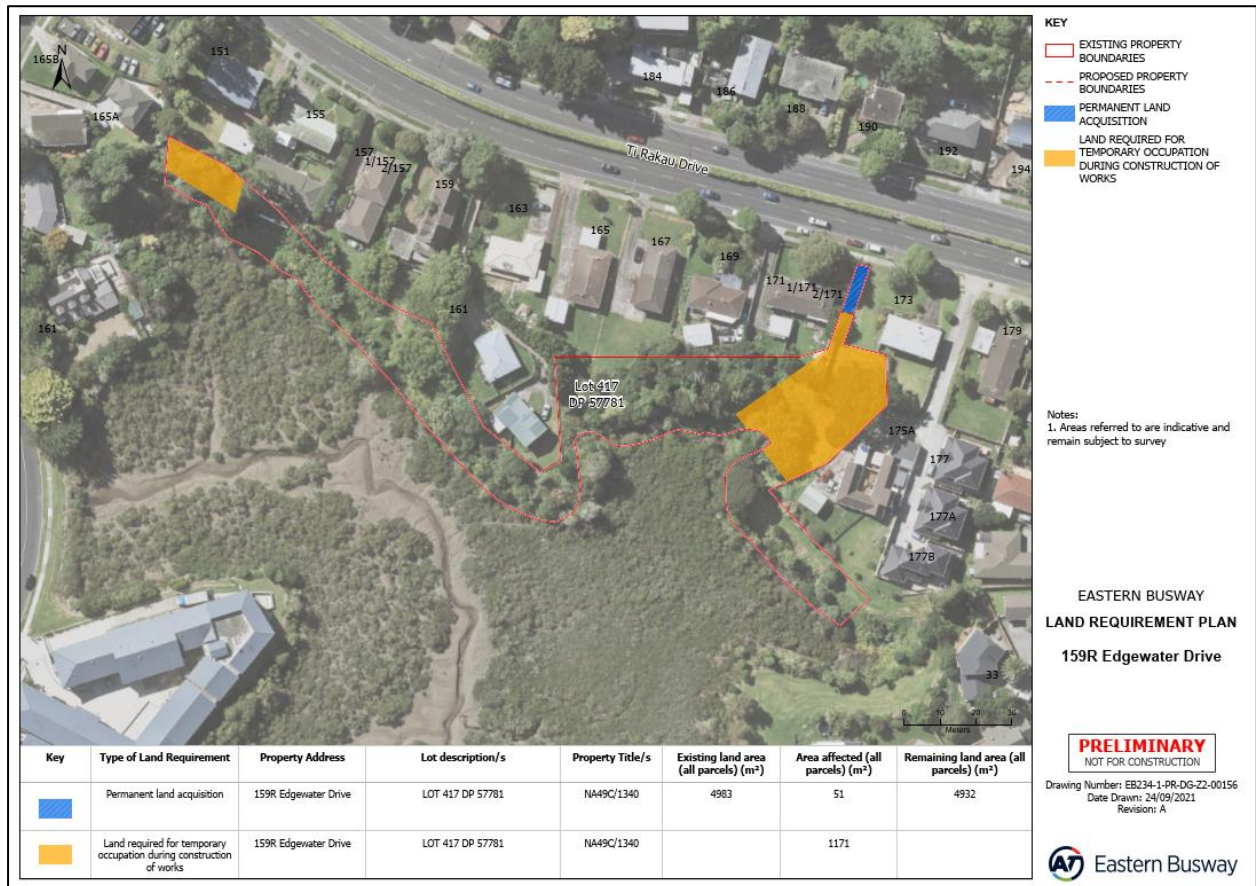 165B
N
151
165A
155
157
1/157
2/157
159
163
165
167
169
171
1/171
2/171
173
179
184
186
188
190
192
194
Ti Rakau Drive
161
161
Lot 417
DP 57781
175A
177
177A
177B
33
0 10 20 30
Meters
KEY
EXISTING PROPERTY
BOUNDARIES
PROPOSED PROPERTY
BOUNDARIES
PERMANENT LAND
ACQUISITION
LAND REQUIRED FOR
TEMPORARY OCCUPATION
DURING CONSTRUCTION OF
WORKS
Notes:
1. Areas referred to are indicative and
remain subject to survey
EASTERN BUSWAY
LAND REQUIREMENT PLAN
159R Edgewater Drive
PRELIMINARY
NOT FOR CONSTRUCTION
Drawing Number: EB234-1-PR-DG-Z2-00156
Date Drawn: 24/09/2021
Revision: A
AT Eastern Busway
Key Type of Land Requirement Property Address Lot description/s Property Title/s Existing land area (all parcels) (m²) Area affected (all parcels) (m²) Remaining land area (all parcels) (m²)
Permanent land acquisition 159R Edgewater Drive LOT 417 DP 57781 NA49C/1340 4983 51 4932
Land required for temporary occupation during construction of works 159R Edgewater Drive LOT 417 DP 57781 NA49C/1340 1171